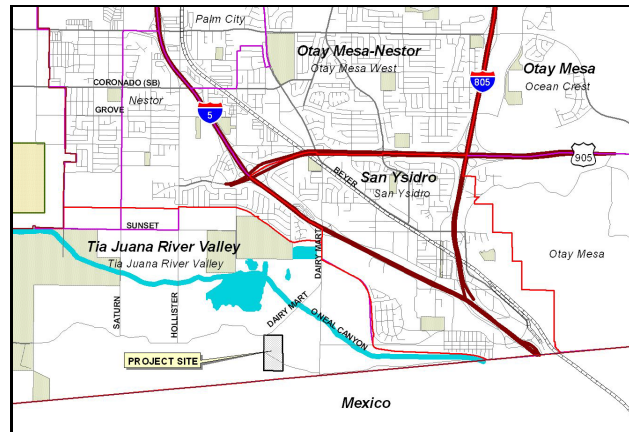 Palm City
Otay Mesa-Nestor
Otay Mesa West
Otay Mesa
Ocean Crest
CORONADO (SB)
Nestor
GROVE
5
805
905
BEYER
San Ysidro
San Ysidro
SUNSET
Tia Juana River Valley
Tia Juana River Valley
DAIRY MART
Otay Mesa
SATURN
HOLLISTER
DAIRY MART
O NEAL CANYON
PROJECT SITE
Mexico